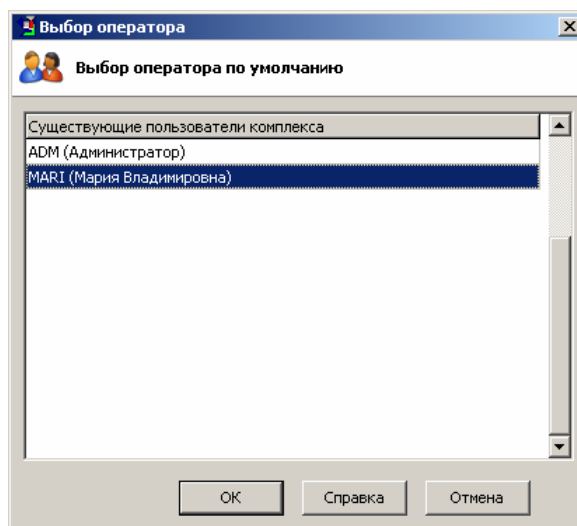 Выбор оператора
Выбор оператора по умолчанию
Существующие пользователи комплекса
ADM (Администратор)
MARI (Мария Владимировна)
OK Справка Отмена